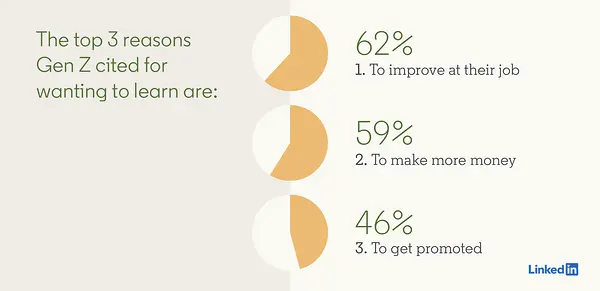 The top 3 reasons
Gen Z cited for
wanting to learn are:
62%
1. To improve at their job
59%
2. To make more money
46%
3. To get promoted
Linkedin